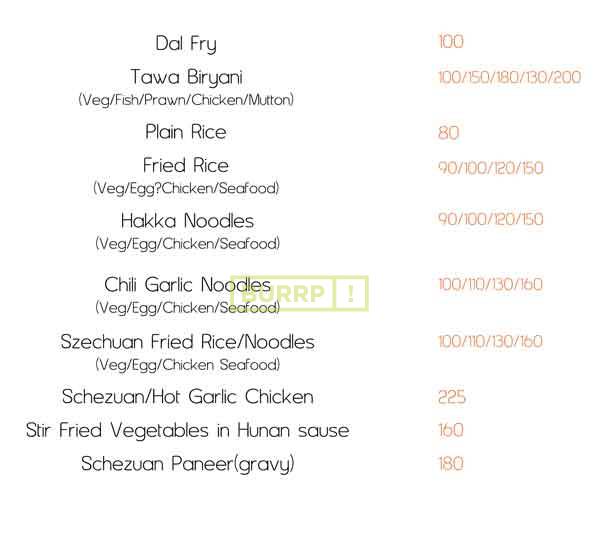 Dal Fry 100
Tawa Biryani 100/150/180/130/200
(Veg/Fish/Prawn/Chicken/Mutton)
Plain Rice 80
Fried Rice 90/100/120/150
(Veg/Egg?Chicken/Seafood)
Hakka Noodles 90/100/120/150
(Veg/Egg/Chicken/Seafood)
Chili Garlic Noodles 100/110/130/160
BURRP !
(Veg/Egg/Chicken/Seafood)
Szechuan Fried Rice/Noodles 100/110/130/160
(Veg/Egg/Chicken Seafood)
Schezuan/Hot Garlic Chicken 225
Stir Fried Vegetables in Hunan sause 160
Schezuan Paneer(gravy) 180